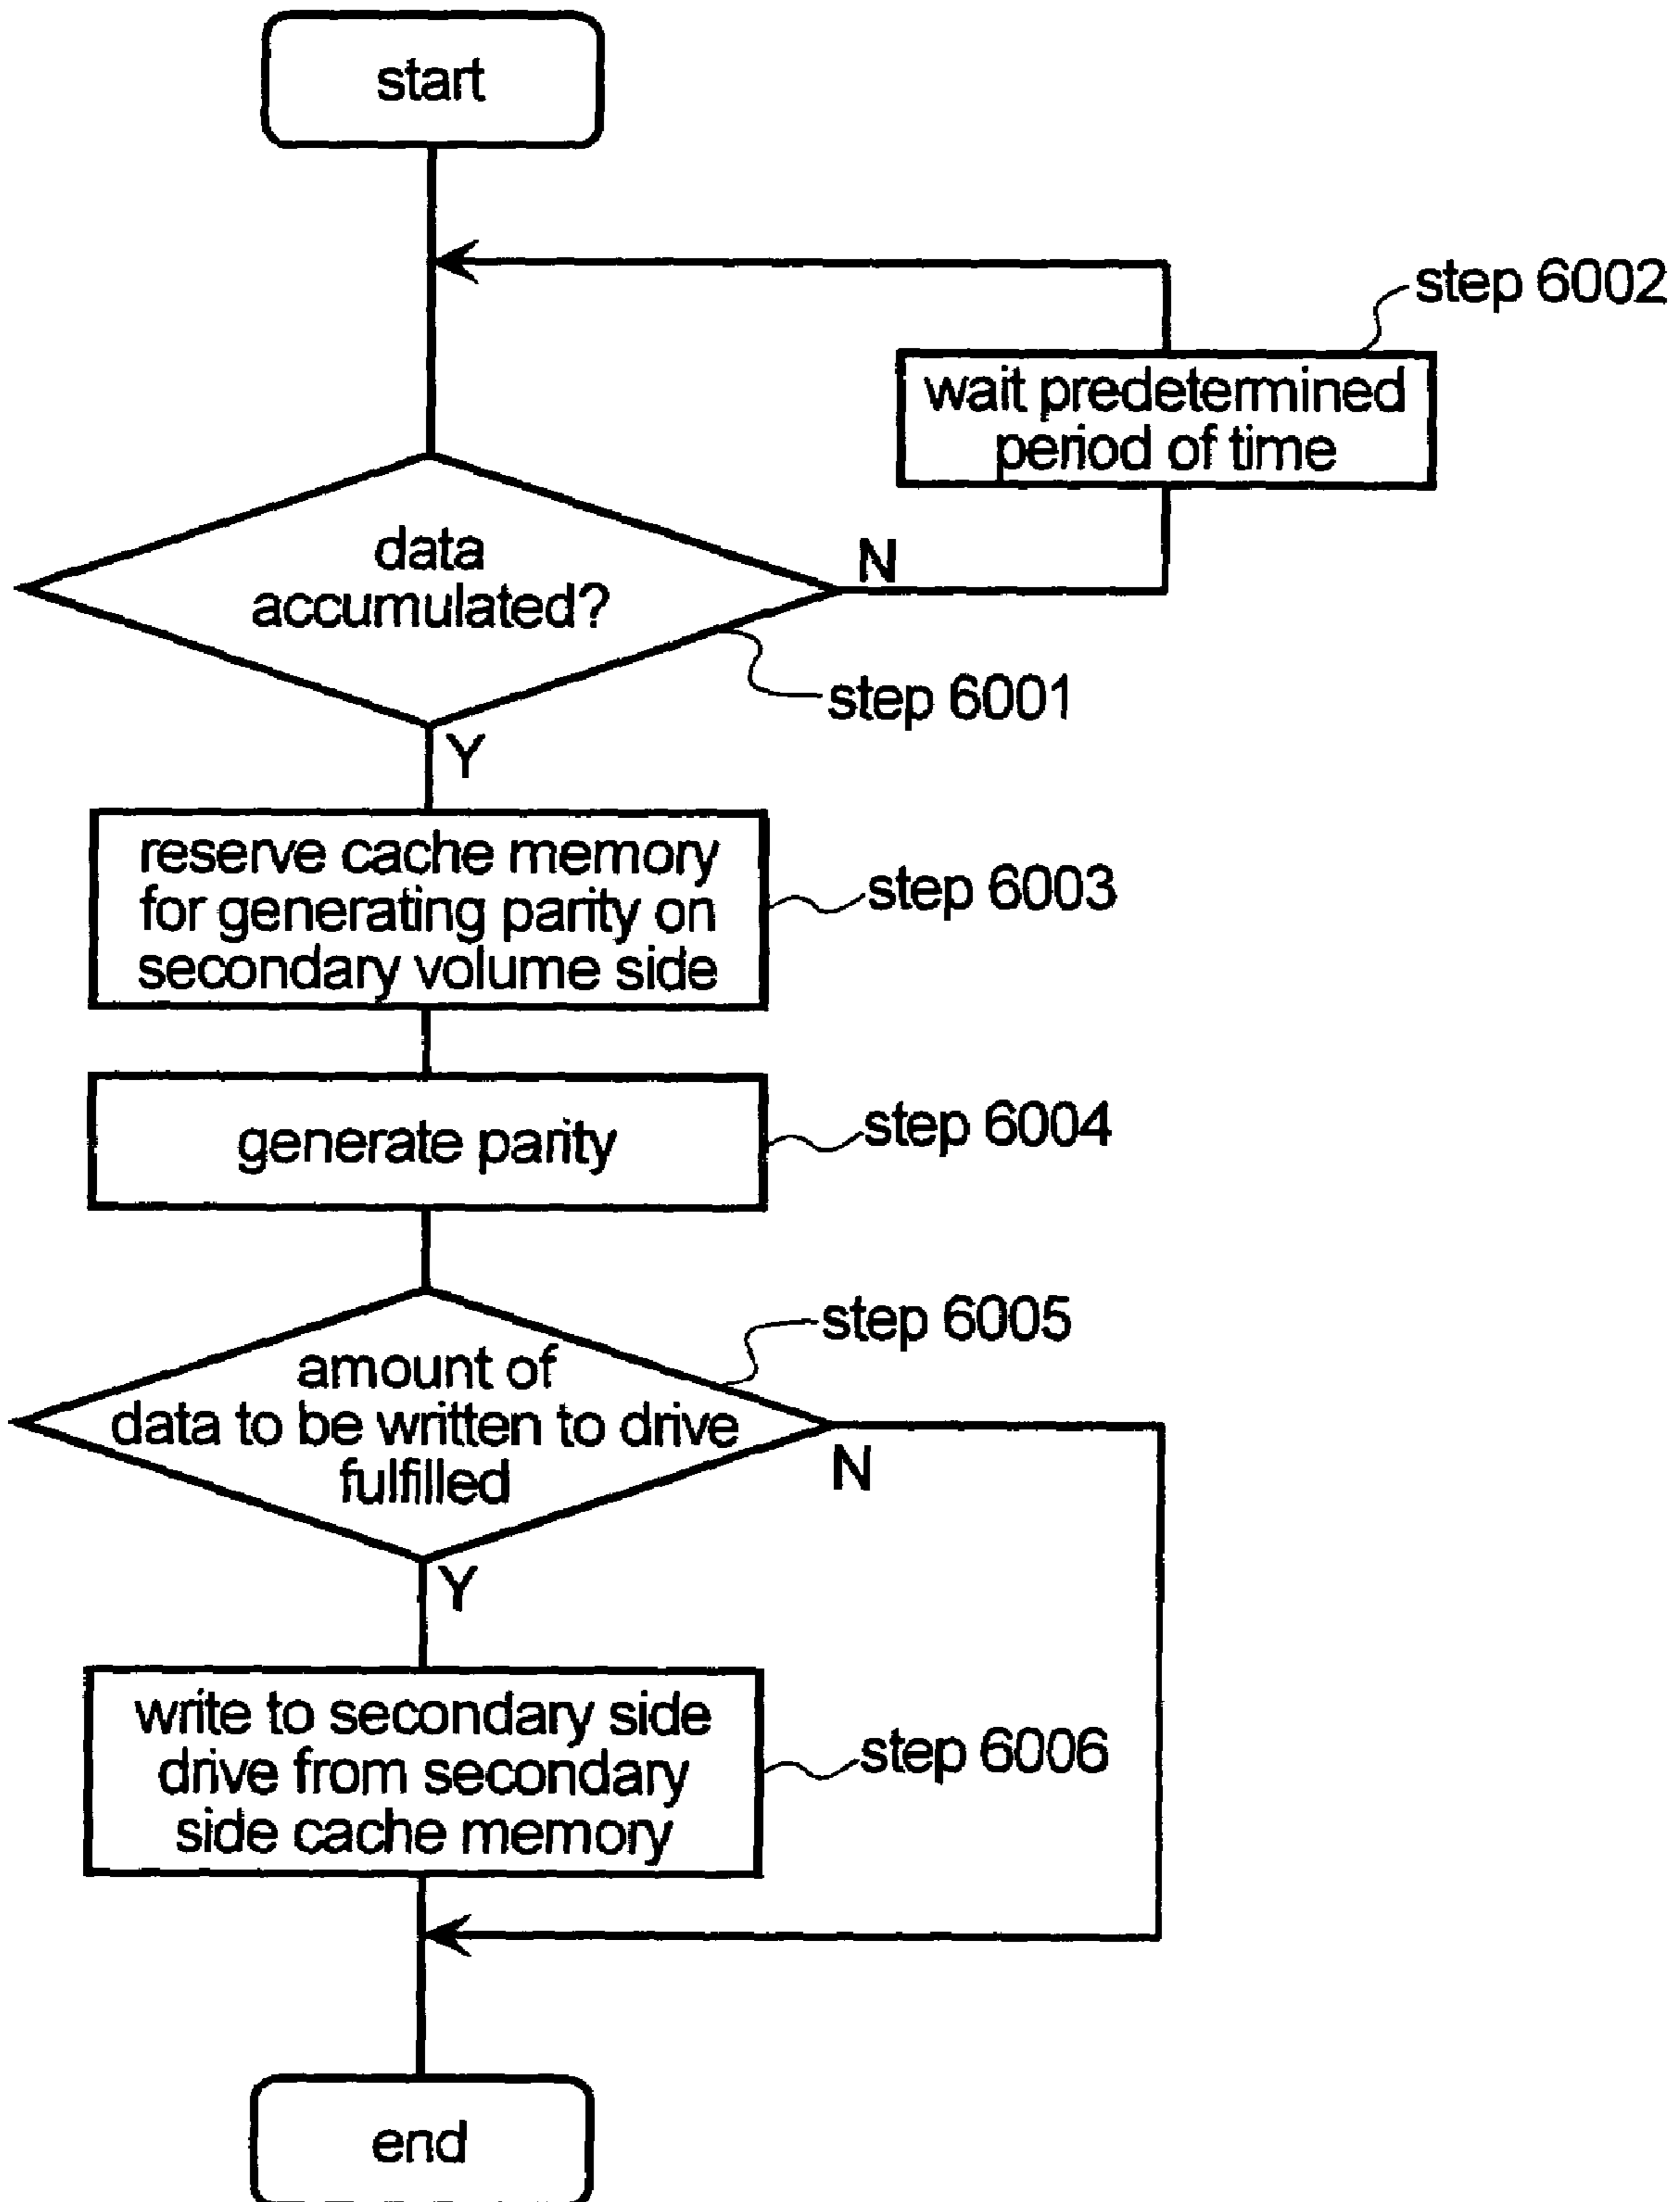 start
step 6002
wait predetermined
period of time
data
accumulated?
N
step 6001
Y
reserve cache memory
for generating parity on
secondary volume side
step 6003
generate parity
step 6004
step 6005
amount of
data to be written to drive
fulfilled
N
Y
write to secondary side
drive from secondary
side cache memory
step 6006
end